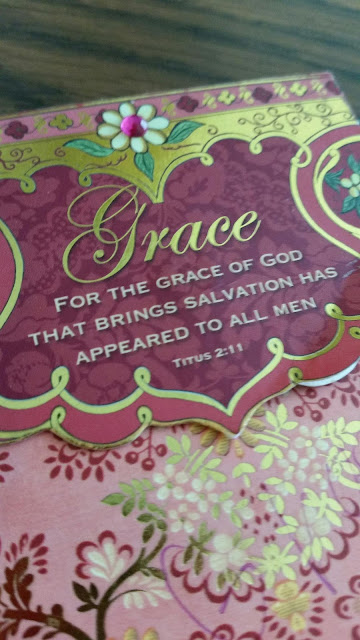 Grace
FOR THE GRACE OF GOD
THAT BRINGS SALVATION HAS
APPEARED TO ALL MEN
TITUS 2:11